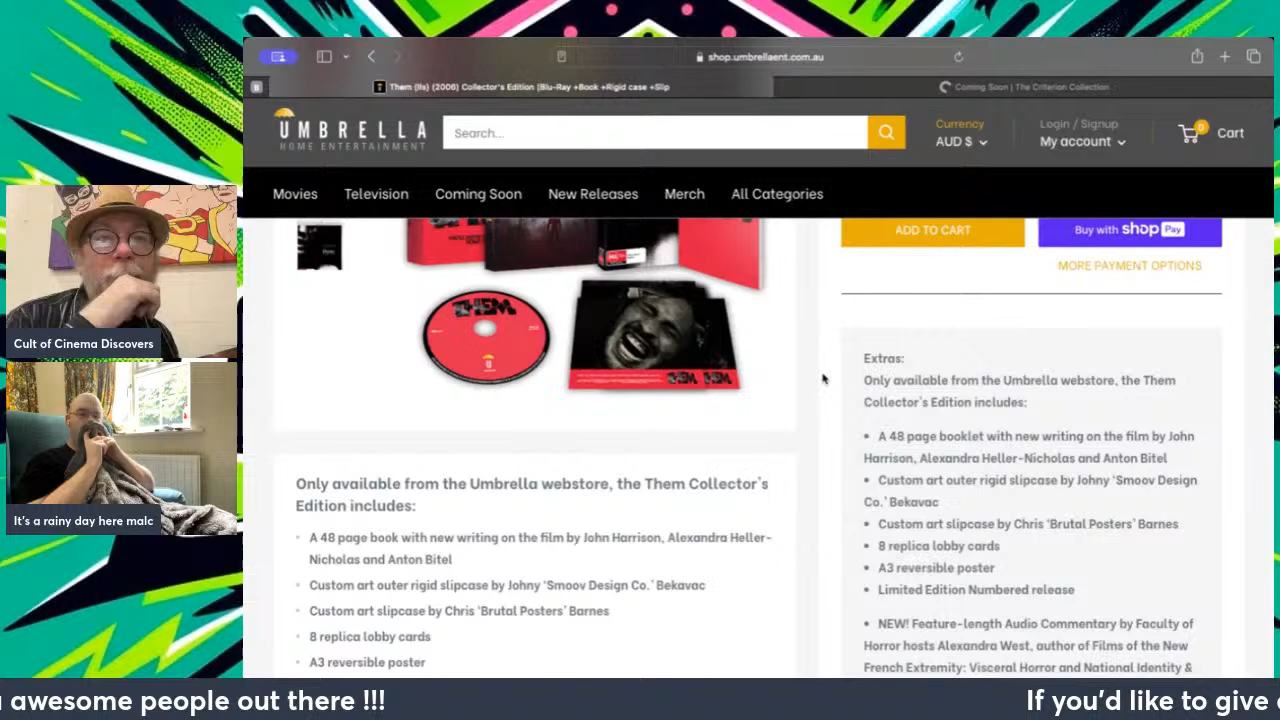 shop.umbrellaent.com.au
Them (Ils) (2006) Collector's Edition (Blu-Ray +Book +Rigid case +Slip
Coming Soon | The Criterion Collection
UMBRELLA
HOME ENTERTAINMENT
Search...
Currency
AUD $
Login / Signup
My account
0
Cart
Movies
Television
Coming Soon
New Releases
Merch
All Categories
ADD TO CART
Buy with shop Pay
MORE PAYMENT OPTIONS
THEM
THEM THEM
Only available from the Umbrella webstore, the Them Collector's
Edition includes:
A 48 page book with new writing on the film by John Harrison, Alexandra Heller-
Nicholas and Anton Bitel
Custom art outer rigid slipcase by Johny 'Smoov Design Co.' Bekavac
Custom art slipcase by Chris 'Brutal Posters' Barnes
8 replica lobby cards
A3 reversible poster
Extras:
Only available from the Umbrella webstore, the Them
Collector's Edition includes:
• A 48 page booklet with new writing on the film by John
Harrison, Alexandra Heller-Nicholas and Anton Bitel
• Custom art outer rigid slipcase by Johny 'Smoov Design
Co.' Bekavac
• Custom art slipcase by Chris 'Brutal Posters' Barnes
• 8 replica lobby cards
• A3 reversible poster
• Limited Edition Numbered release
• NEW! Feature-length Audio Commentary by Faculty of
Horror hosts Alexandra West, author of Films of the New
French Extremity: Visceral Horror and National Identity &
Cult of Cinema Discovers
It's a rainy day here malc
awesome people out there !!!
If you'd like to give